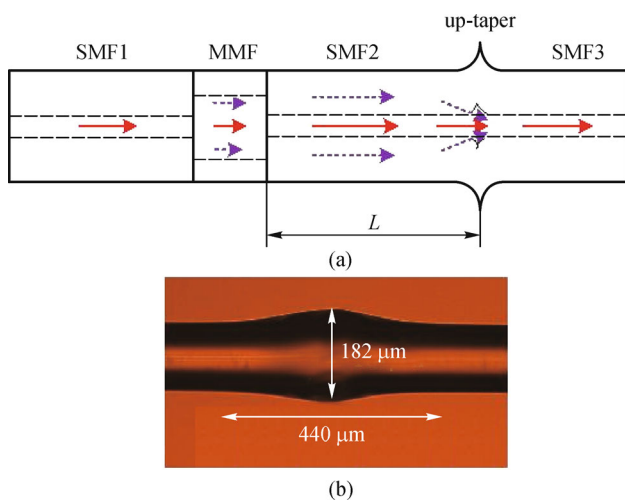 up-taper
SMF1 MMF SMF2 SMF3
L
(a)
182 μm
440 μm
(b)